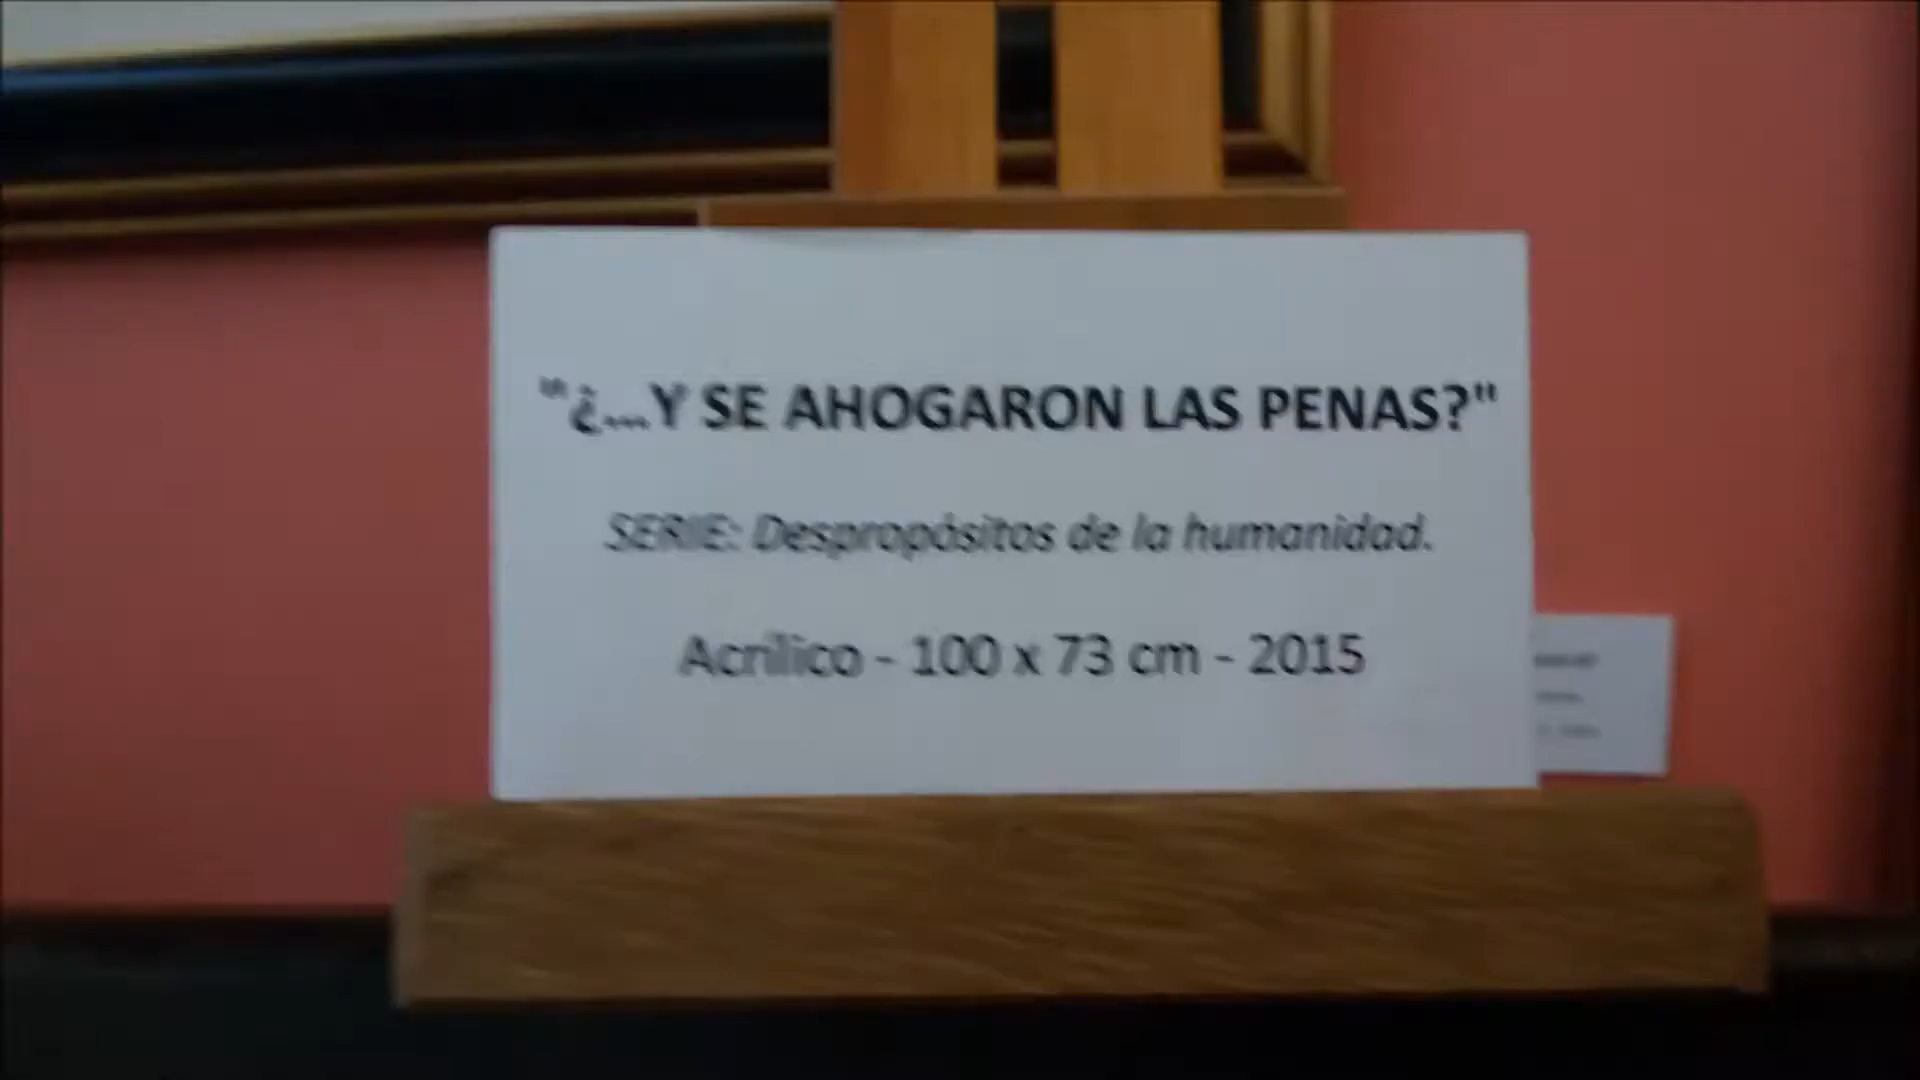 "¿...Y SE AHOGARON LAS PENAS?"
SERIE: Despropósitos de la humanidad.
Acrílico - 100 x 73 cm - 2015